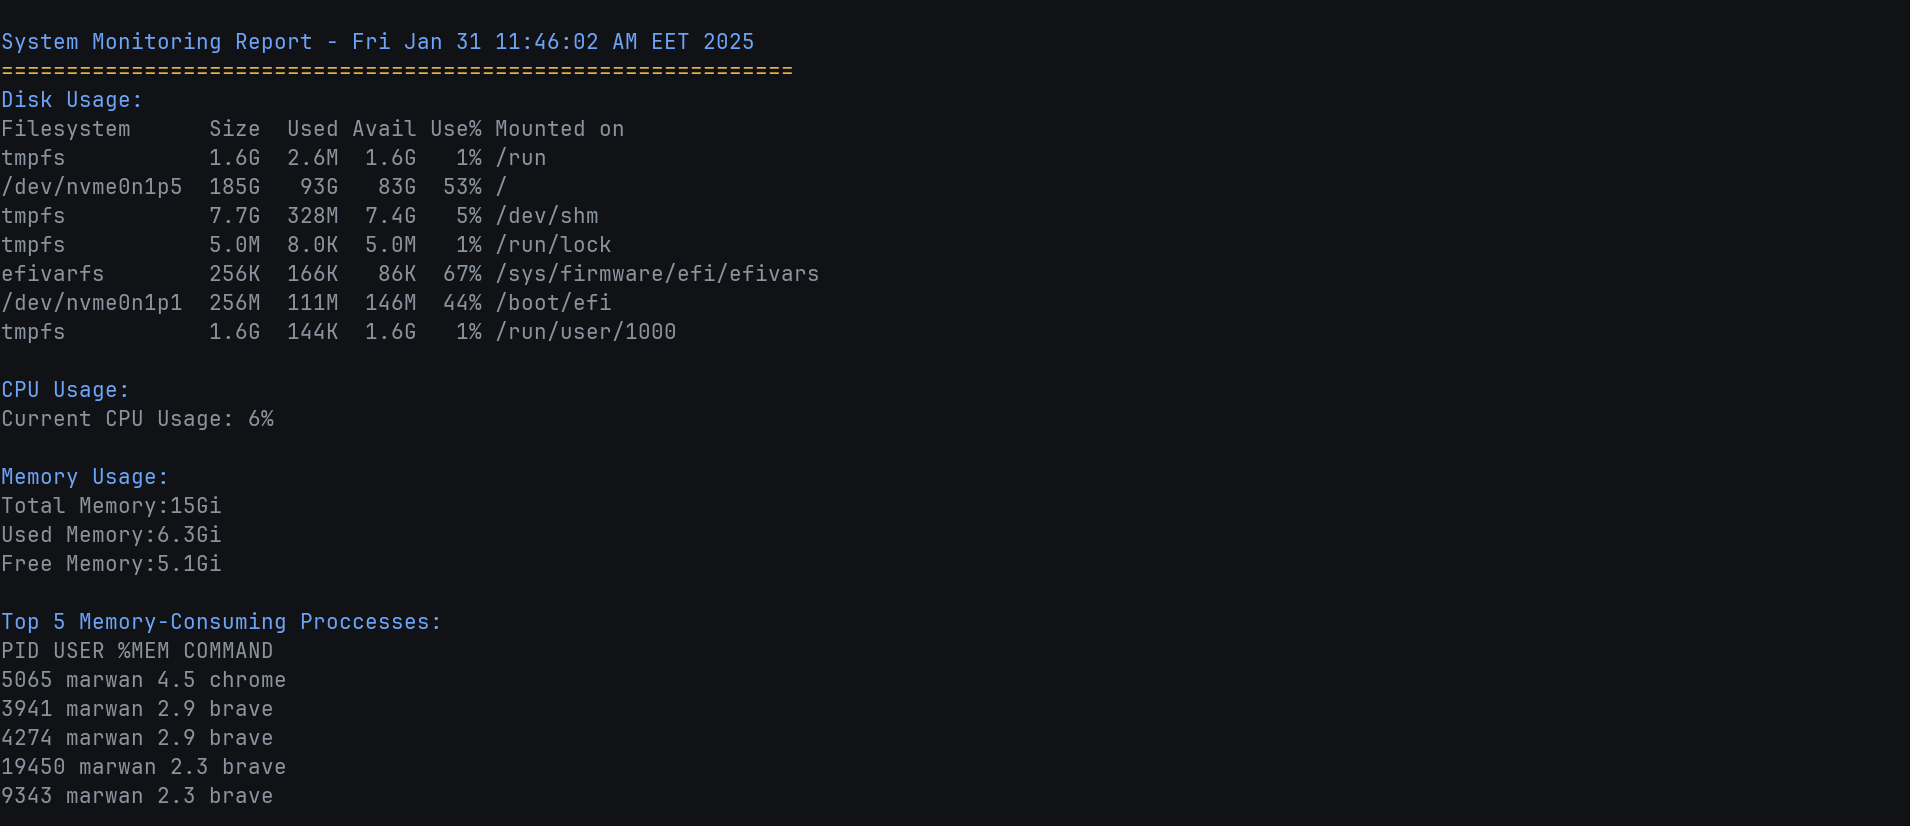 System Monitoring Report - Fri Jan 31 11:46:02 AM EET 2025
=============================================================
Disk Usage:
Filesystem      Size  Used Avail Use% Mounted on
tmpfs           1.6G  2.6M  1.6G   1% /run
/dev/nvme0n1p5  185G   93G   83G  53% /
tmpfs           7.7G  328M  7.4G   5% /dev/shm
tmpfs           5.0M  8.0K  5.0M   1% /run/lock
efivarfs        256K  166K   86K  67% /sys/firmware/efi/efivars
/dev/nvme0n1p1  256M  111M  146M  44% /boot/efi
tmpfs           1.6G  144K  1.6G   1% /run/user/1000
CPU Usage:
Current CPU Usage: 6%
Memory Usage:
Total Memory:15Gi
Used Memory:6.3Gi
Free Memory:5.1Gi
Top 5 Memory-Consuming Proccesses:
PID USER %MEM COMMAND
5065 marwan 4.5 chrome
3941 marwan 2.9 brave
4274 marwan 2.9 brave
19450 marwan 2.3 brave
9343 marwan 2.3 brave